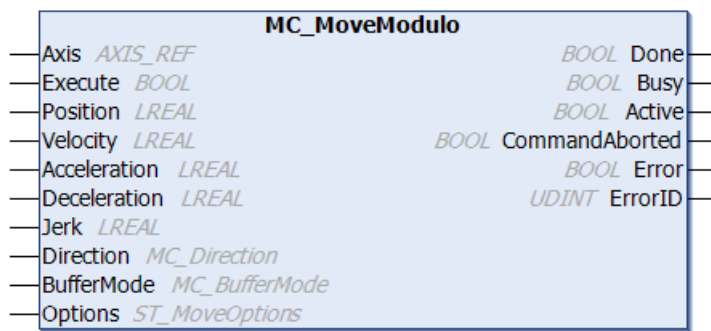 MC_MoveModulo
Axis AXIS_REF BOOL Done
Execute BOOL BOOL Busy
Position LREAL BOOL Active
Velocity LREAL BOOL CommandAborted
Acceleration LREAL BOOL Error
Deceleration LREAL UDINT ErrorID
Jerk LREAL
Direction MC_Direction
BufferMode MC_BufferMode
Options ST_MoveOptions